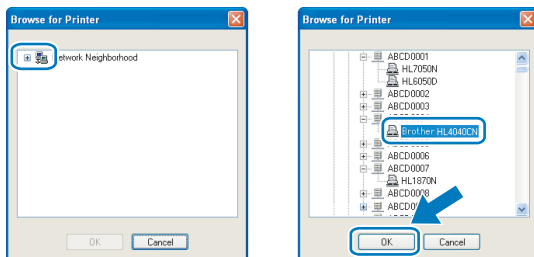 Browse for Printer
etwork Neighborhood
OK
Cancel
Browse for Printer
ABCD0001
HL7050N
HL6050D
ABCD0002
ABCD0003
Brother HL4040CN
ABCD0006
ABCD0007
HL1870N
ABCD0008
OK
Cancel